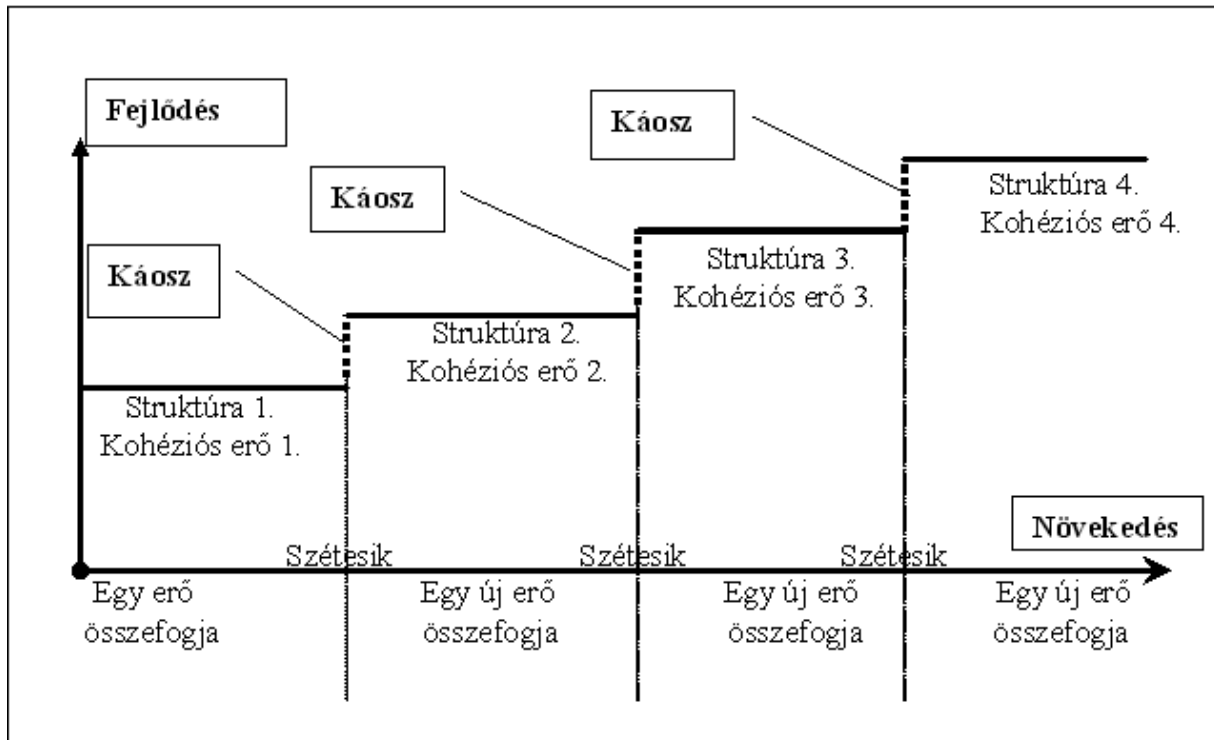 Fejlődés
Káosz
Káosz
Káosz
Struktúra 4.
Kohéziós erő 4.
Struktúra 3.
Kohéziós erő 3.
Struktúra 2.
Kohéziós erő 2.
Struktúra 1.
Kohéziós erő 1.
Növekedés
Szétesik
Szétesik
Szétesik
Egy erő
összefogja
Egy új erő
összefogja
Egy új erő
összefogja
Egy új erő
összefogja